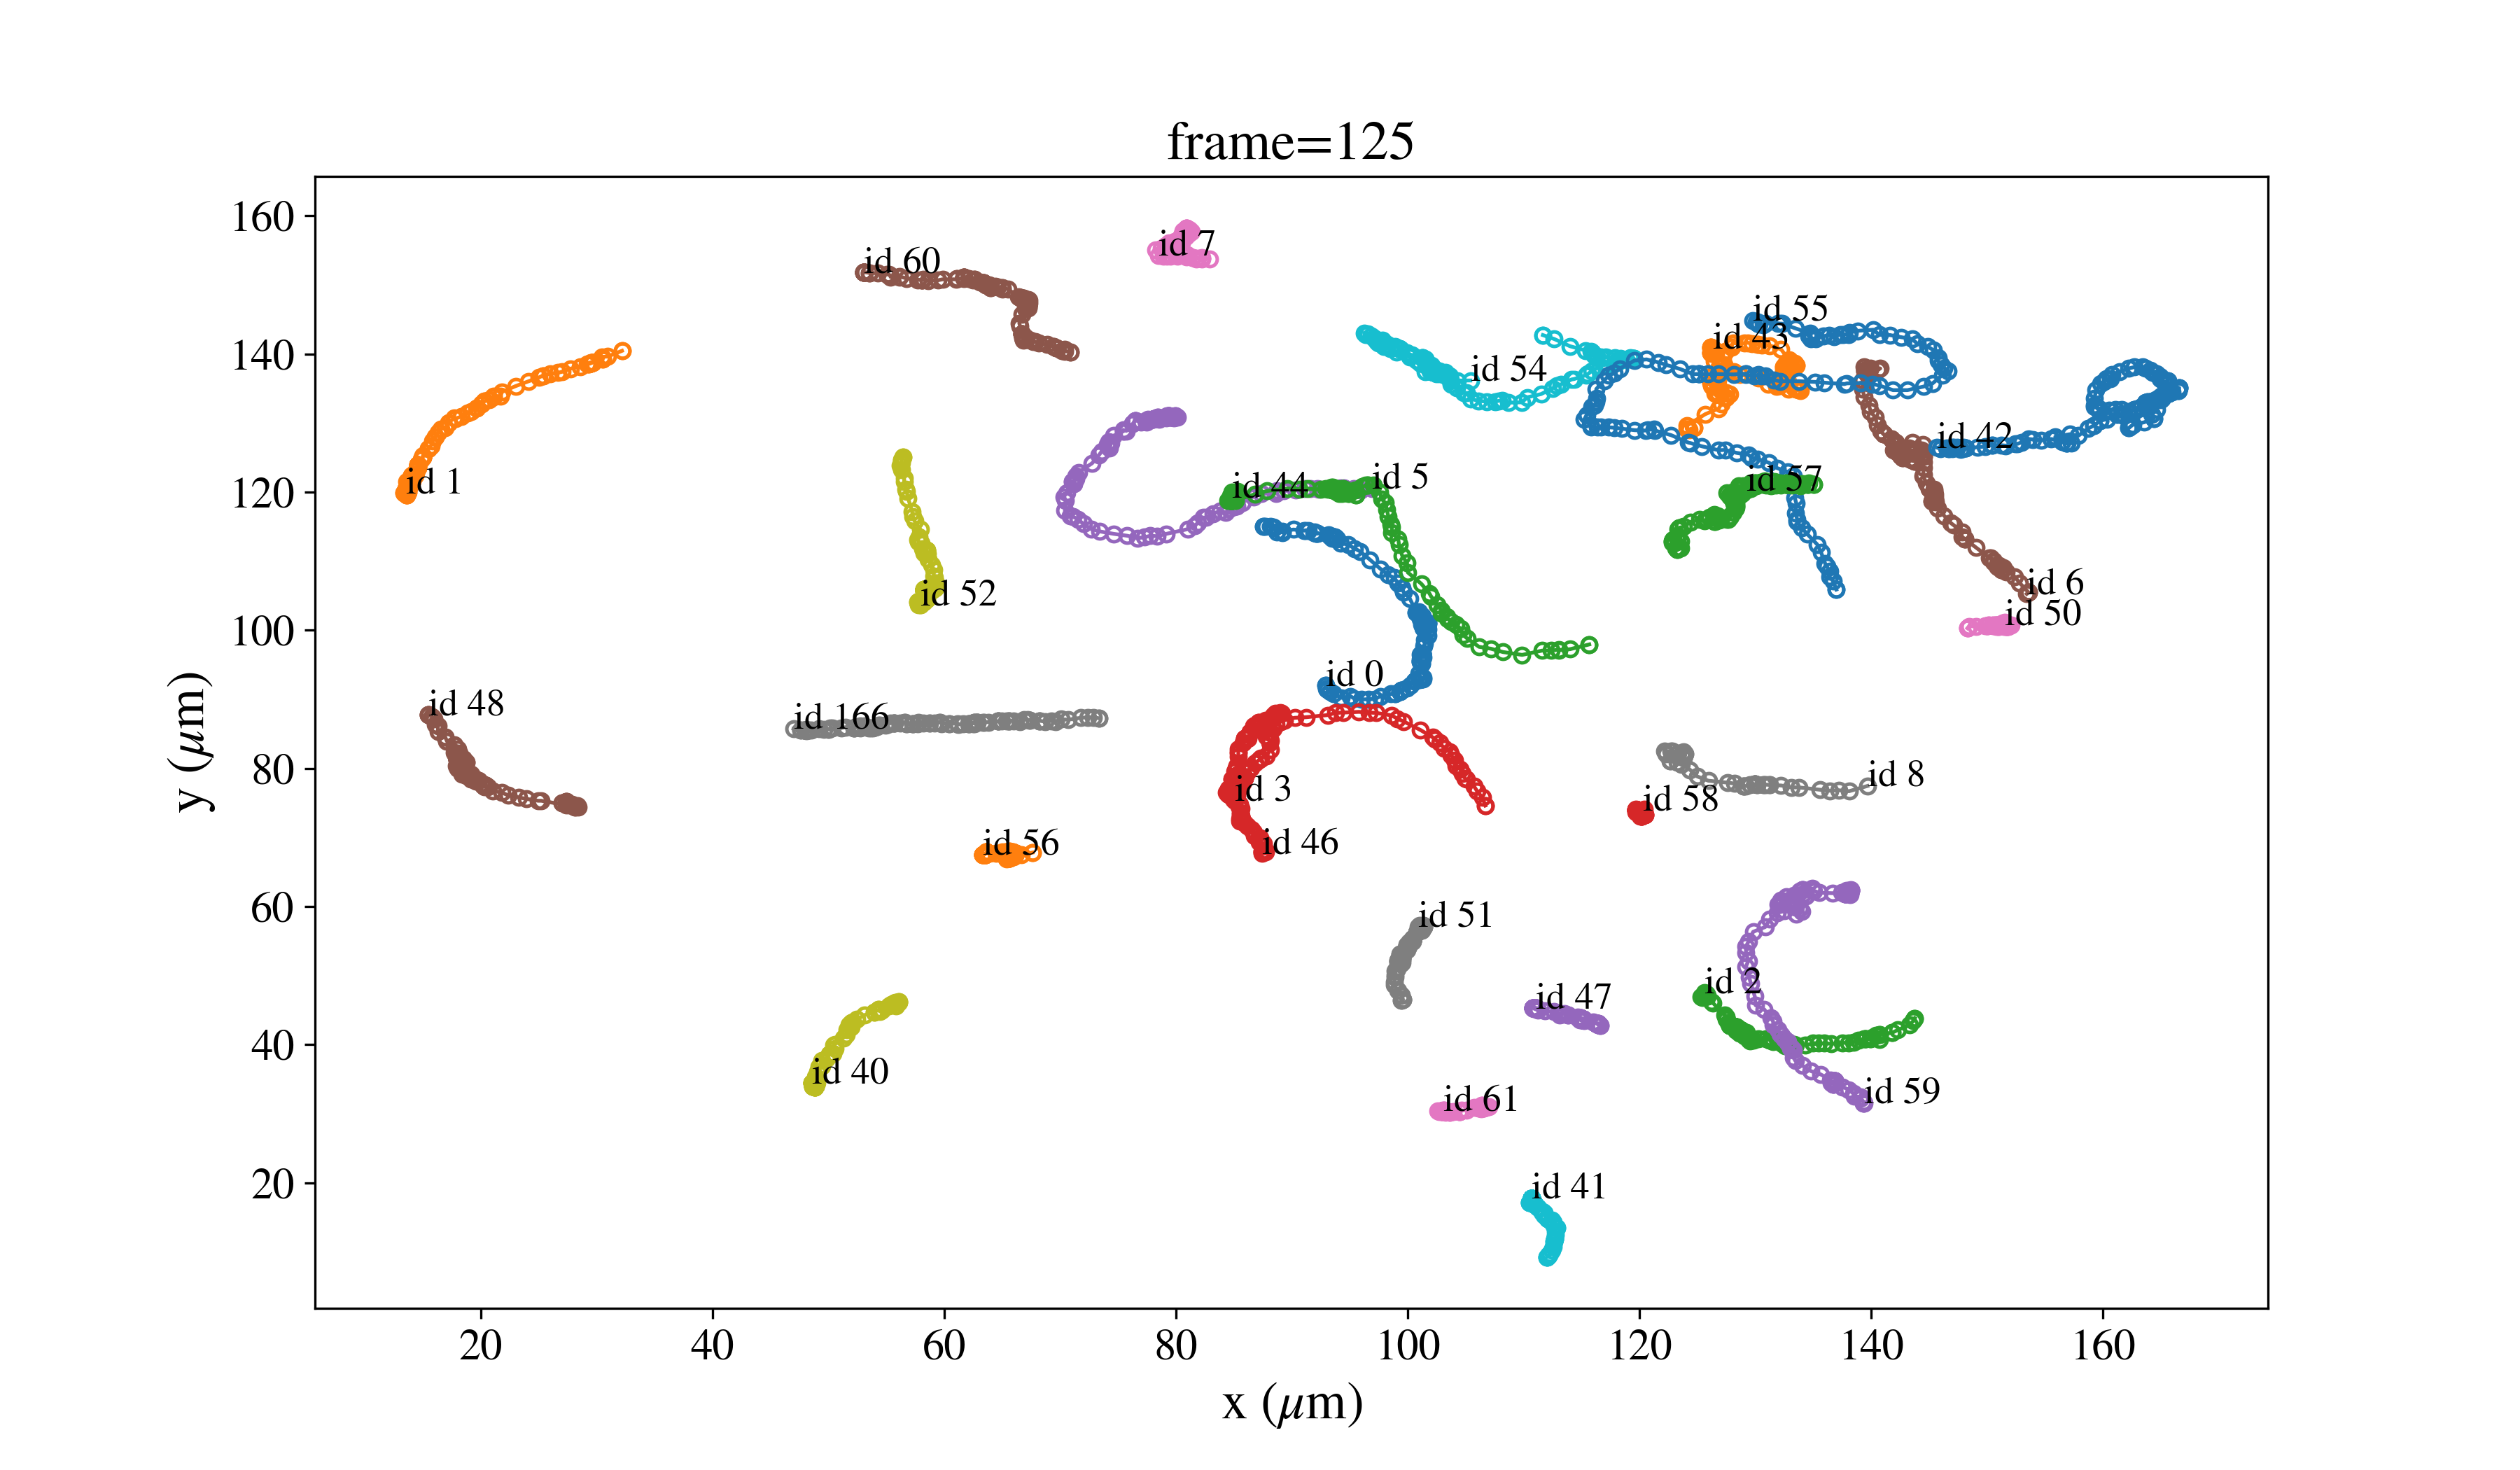 frame=125
160
140
120
100
80
60
40
20
y (μm)
id 7
id 60
id 55
id 43
id 54
id 42
id 5
id 44
id 57
id 1
id 52
id 6
id 50
id 0
id 48
id 166
id 8
id 3
id 58
id 46
id 56
id 51
id 2
id 47
id 40
id 59
id 61
id 41
20
40
60
80
100
120
140
160
x (μm)